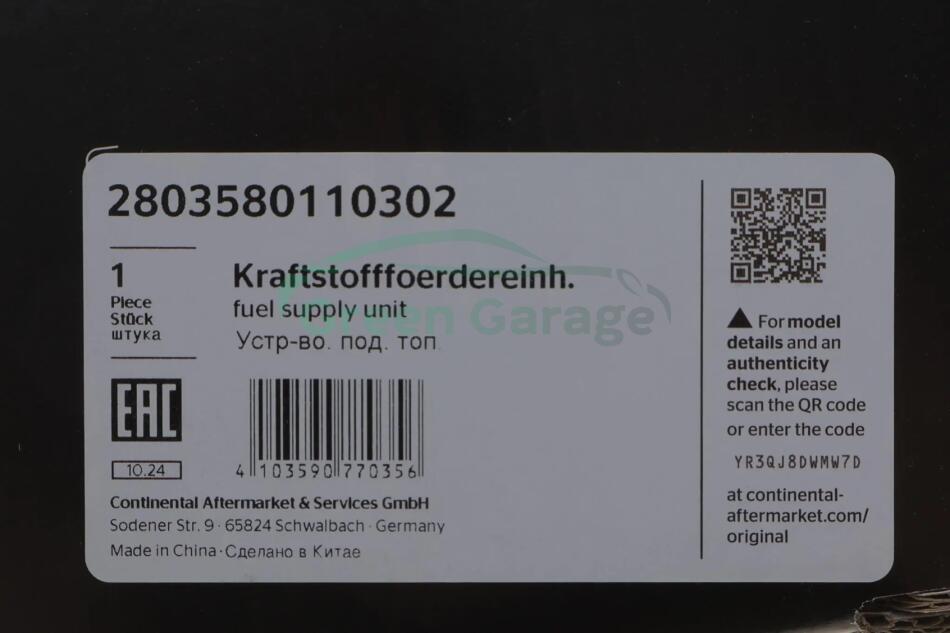 2803580110302
1
Piece
Stück
штука
Kraftstofffoerdereinh.
fuel supply unit
Устр-во. под. топ.
Green Garage
EAC
10.24
4 103590 770356
Continental Aftermarket & Services GmbH
Sodener Str. 9 · 65824 Schwalbach · Germany
Made in China · Сделано в Китае
For model
details and an
authenticity
check, please
scan the QR code
or enter the code
YR3QJ8DWMW7D
at continental-
aftermarket.com/
original